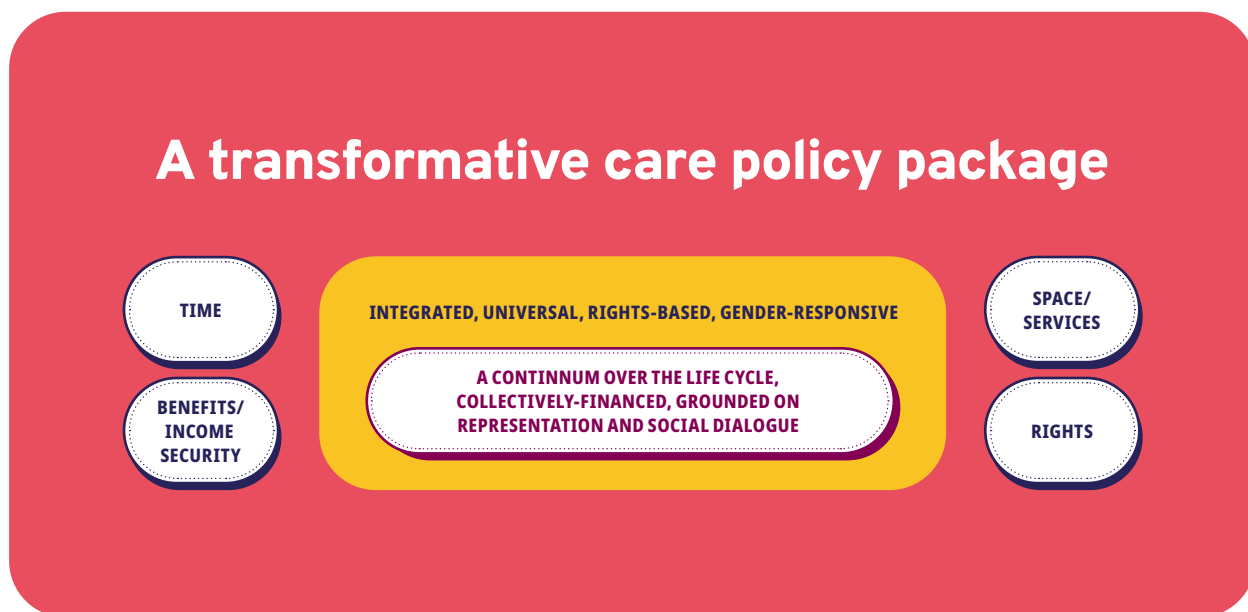 A transformative care policy package
TIME
BENEFITS/
INCOME
SECURITY
INTEGRATED, UNIVERSAL, RIGHTS-BASED, GENDER-RESPONSIVE
A CONTINNUM OVER THE LIFE CYCLE,
COLLECTIVELY-FINANCED, GROUNDED ON
REPRESENTATION AND SOCIAL DIALOGUE
SPACE/
SERVICES
RIGHTS